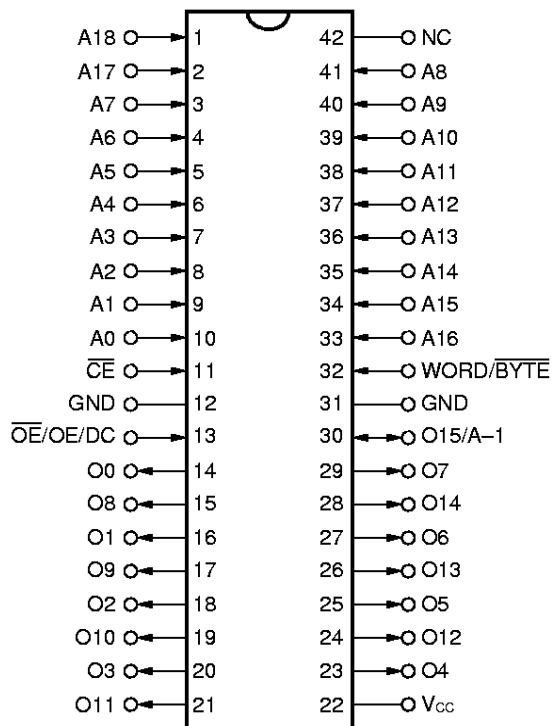 A18 1 42 NC
A17 2 41 A8
A7 3 40 A9
A6 4 39 A10
A5 5 38 A11
A4 6 37 A12
A3 7 36 A13
A2 8 35 A14
A1 9 34 A15
A0 10 33 A16
C̅E̅ 11 32 WORD/B̅Y̅T̅E̅
GND 12 31 GND
O̅E̅/OE/DC 13 30 O15/A−1
O0 14 29 O7
O8 15 28 O14
O1 16 27 O6
O9 17 26 O13
O2 18 25 O5
O10 19 24 O12
O3 20 23 O4
O11 21 22 VCC